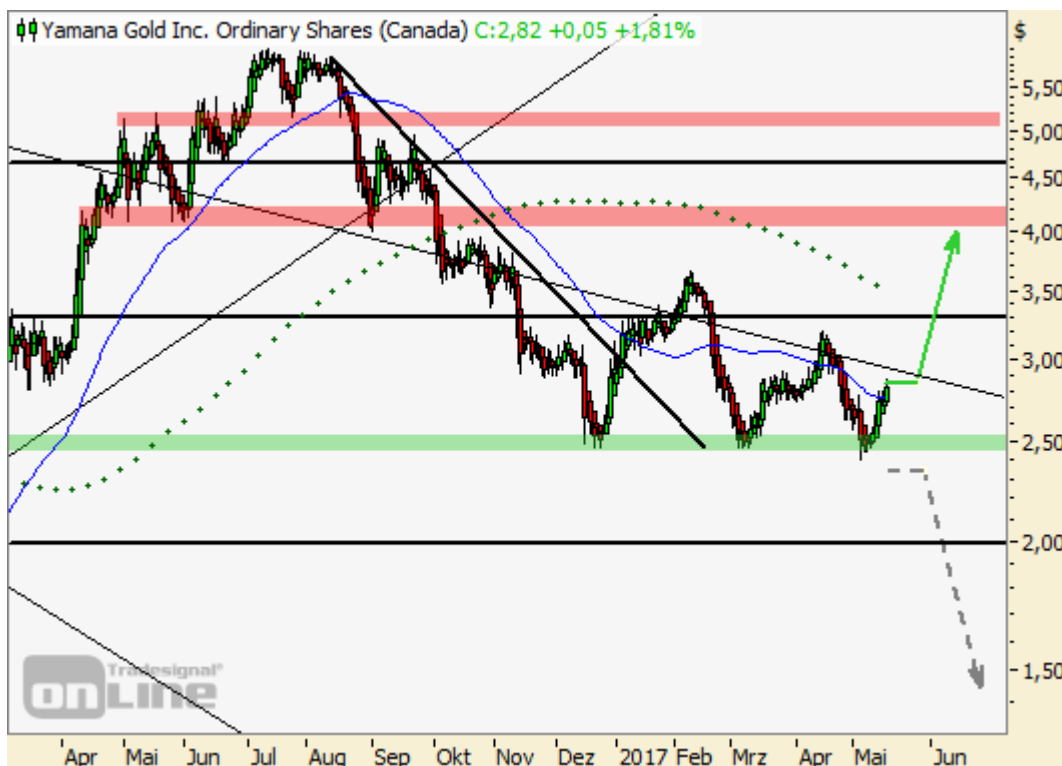 Yamana Gold Inc. Ordinary Shares (Canada) C:2,82 +0,05 +1,81%
$
5,50
5,00
4,50
4,00
3,50
3,00
2,50
2,00
1,50
Tradesignal®
onLine
Apr Mai Jun Jul Aug Sep Okt Nov Dez 2017 Feb Mrz Apr Mai Jun